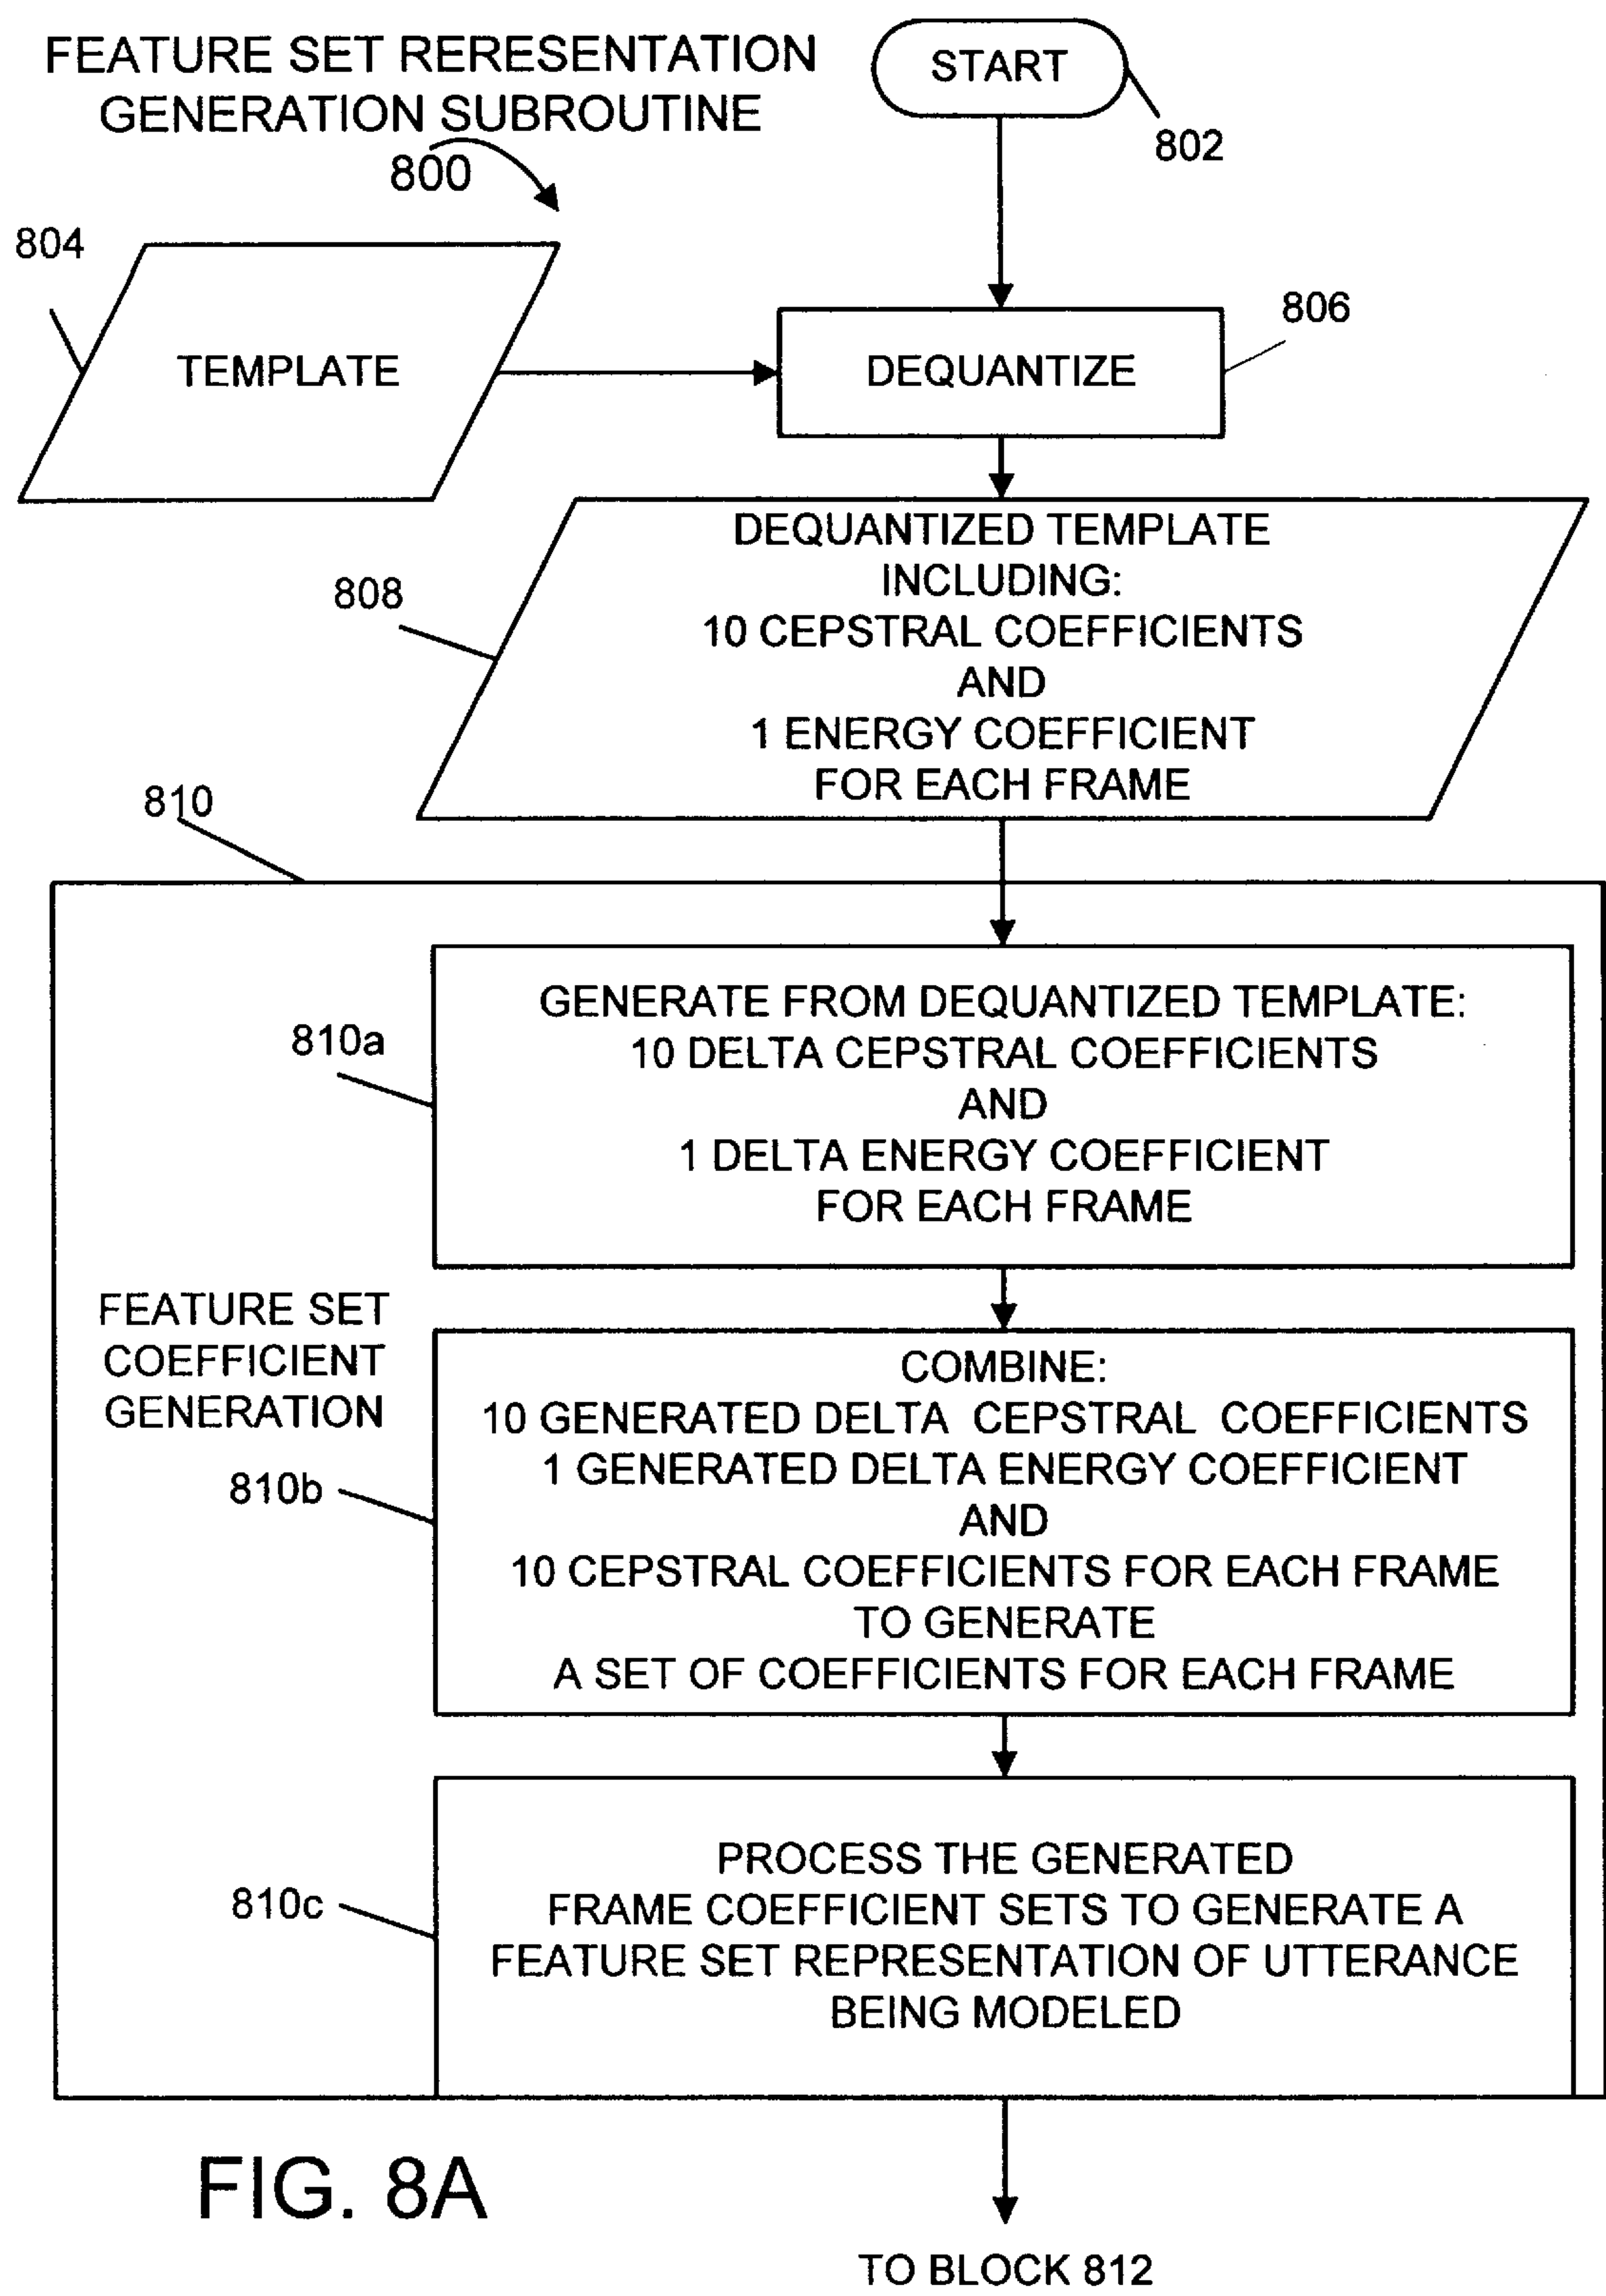 FEATURE SET RERESENTATION
GENERATION SUBROUTINE
800
START
802
804
TEMPLATE
DEQUANTIZE
806
DEQUANTIZED TEMPLATE
INCLUDING:
10 CEPSTRAL COEFFICIENTS
AND
1 ENERGY COEFFICIENT
FOR EACH FRAME
808
810
GENERATE FROM DEQUANTIZED TEMPLATE:
10 DELTA CEPSTRAL COEFFICIENTS
AND
1 DELTA ENERGY COEFFICIENT
FOR EACH FRAME
810a
FEATURE SET
COEFFICIENT
GENERATION
COMBINE:
10 GENERATED DELTA CEPSTRAL COEFFICIENTS
1 GENERATED DELTA ENERGY COEFFICIENT
AND
10 CEPSTRAL COEFFICIENTS FOR EACH FRAME
TO GENERATE
A SET OF COEFFICIENTS FOR EACH FRAME
810b
PROCESS THE GENERATED
FRAME COEFFICIENT SETS TO GENERATE A
FEATURE SET REPRESENTATION OF UTTERANCE
BEING MODELED
810c
FIG. 8A
TO BLOCK 812